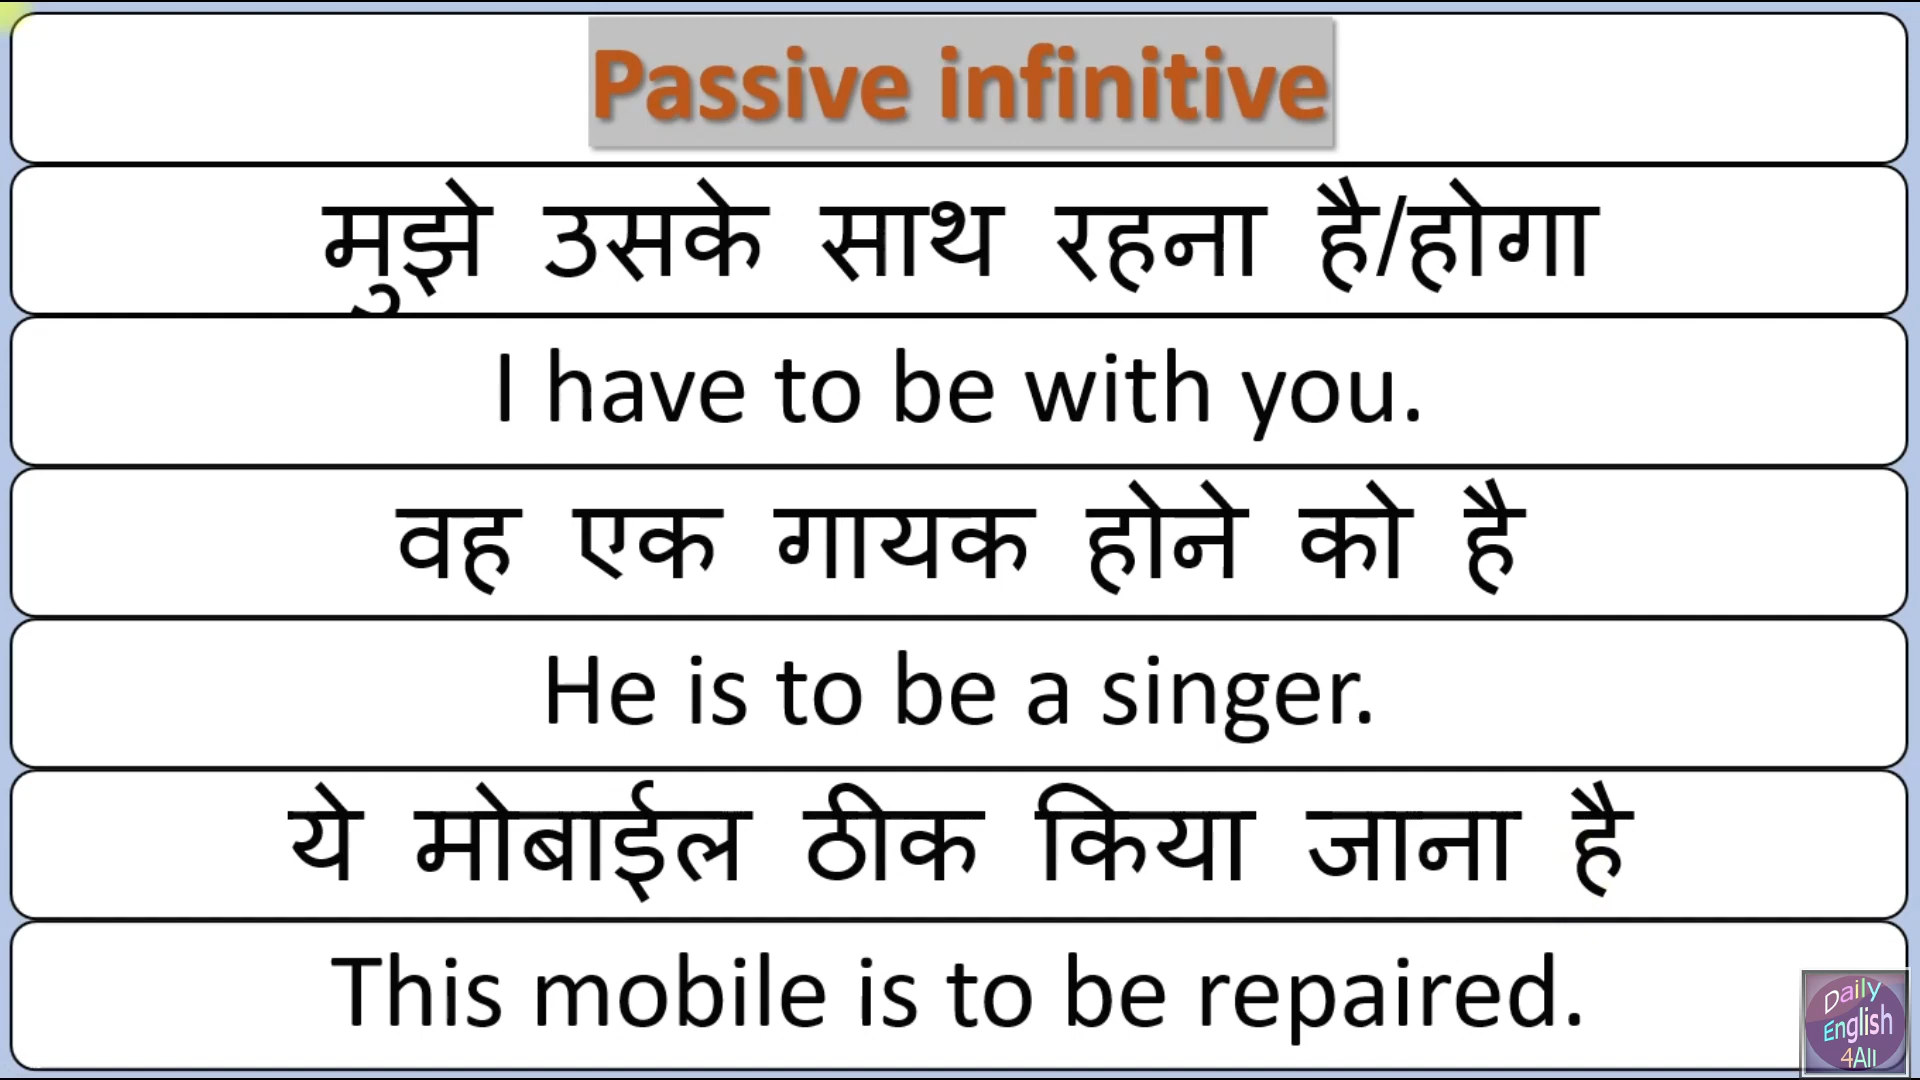 Passive infinitive
मुझे उसके साथ रहना है/होगा
I have to be with you.
वह एक गायक होने को है
He is to be a singer.
ये मोबाईल ठीक किया जाना है
This mobile is to be repaired.
Daily
English
4All